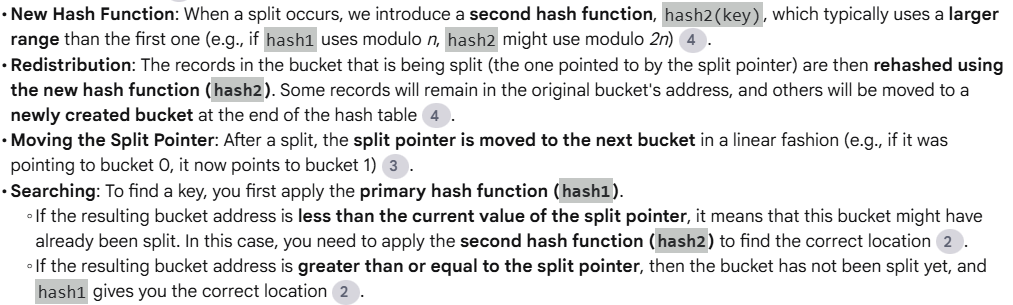 • New Hash Function: When a split occurs, we introduce a second hash function, hash2(key), which typically uses a larger
range than the first one (e.g., if hash1 uses modulo n, hash2 might use modulo 2n) 4 .
• Redistribution: The records in the bucket that is being split (the one pointed to by the split pointer) are then rehashed using
the new hash function (hash2). Some records will remain in the original bucket's address, and others will be moved to a
newly created bucket at the end of the hash table 4 .
• Moving the Split Pointer: After a split, the split pointer is moved to the next bucket in a linear fashion (e.g., if it was
pointing to bucket 0, it now points to bucket 1) 3 .
• Searching: To find a key, you first apply the primary hash function (hash1).
◦ If the resulting bucket address is less than the current value of the split pointer, it means that this bucket might have
already been split. In this case, you need to apply the second hash function (hash2) to find the correct location 2 .
◦ If the resulting bucket address is greater than or equal to the split pointer, then the bucket has not been split yet, and
hash1 gives you the correct location 2 .